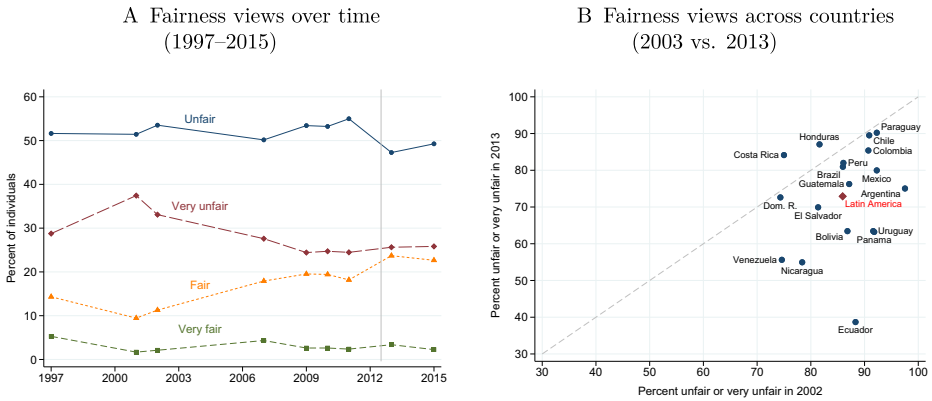 A Fairness views over time
(1997–2015)
Percent of individuals
60
50
40
30
20
10
0
Unfair
Very unfair
Fair
Very fair
1997
2000
2003
2006
2009
2012
2015
B Fairness views across countries
(2003 vs. 2013)
Percent unfair or very unfair in 2013
100
90
80
70
60
50
40
30
Paraguay
Chile
Honduras
Colombia
Costa Rica
Peru
Brazil
Mexico
Guatemala
Argentina
Latin America
Dom. R.
El Salvador
Bolivia
Uruguay
Panama
Venezuela
Nicaragua
Ecuador
30
40
50
60
70
80
90
100
Percent unfair or very unfair in 2002